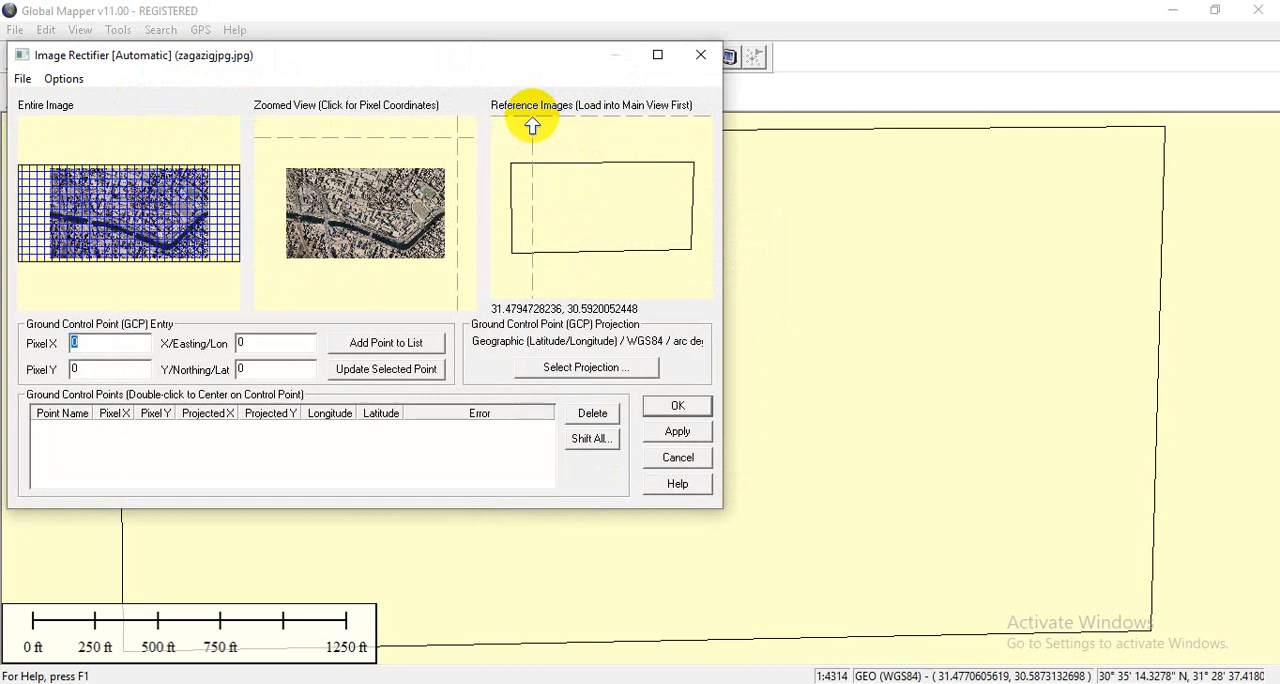 Global Mapper v11.00 - REGISTERED
File Edit View Tools Search GPS Help
Image Rectifier [Automatic] (zagazigjpg.jpg)
File Options
Entire Image
Zoomed View (Click for Pixel Coordinates)
Reference Images (Load into Main View First)
31.4794728236, 30.5920052448
Ground Control Point (GCP) Entry
Pixel X 0 X/Easting/Lon 0 Add Point to List
Pixel Y 0 Y/Northing/Lat 0 Update Selected Point
Ground Control Point (GCP) Projection
Geographic (Latitude/Longitude) / WGS84 / arc de
Select Projection ...
Ground Control Points (Double-click to Center on Control Point)
Point Name Pixel X Pixel Y Projected X Projected Y Longitude Latitude Error
Delete
Shift All...
OK
Apply
Cancel
Help
0 ft 250 ft 500 ft 750 ft 1250 ft
Activate Windows
Go to Settings to activate Windows.
For Help, press F1
1:4314 GEO (WGS84) - ( 31.4770605619, 30.5873132698 ) 30° 35' 14.3278" N, 31° 28' 37.4180